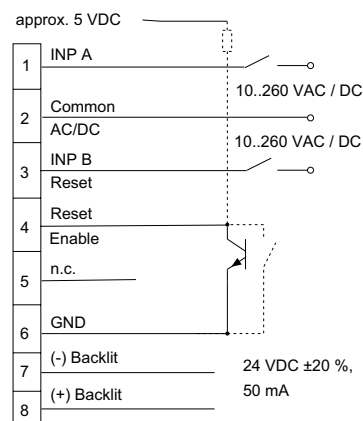 approx. 5 VDC
1 INP A
10..260 VAC / DC
2 Common
AC/DC
10..260 VAC / DC
3 INP B
Reset
4 Reset
Enable
5 n.c.
6 GND
7 (-) Backlit
24 VDC ±20 %,
50 mA
8 (+) Backlit